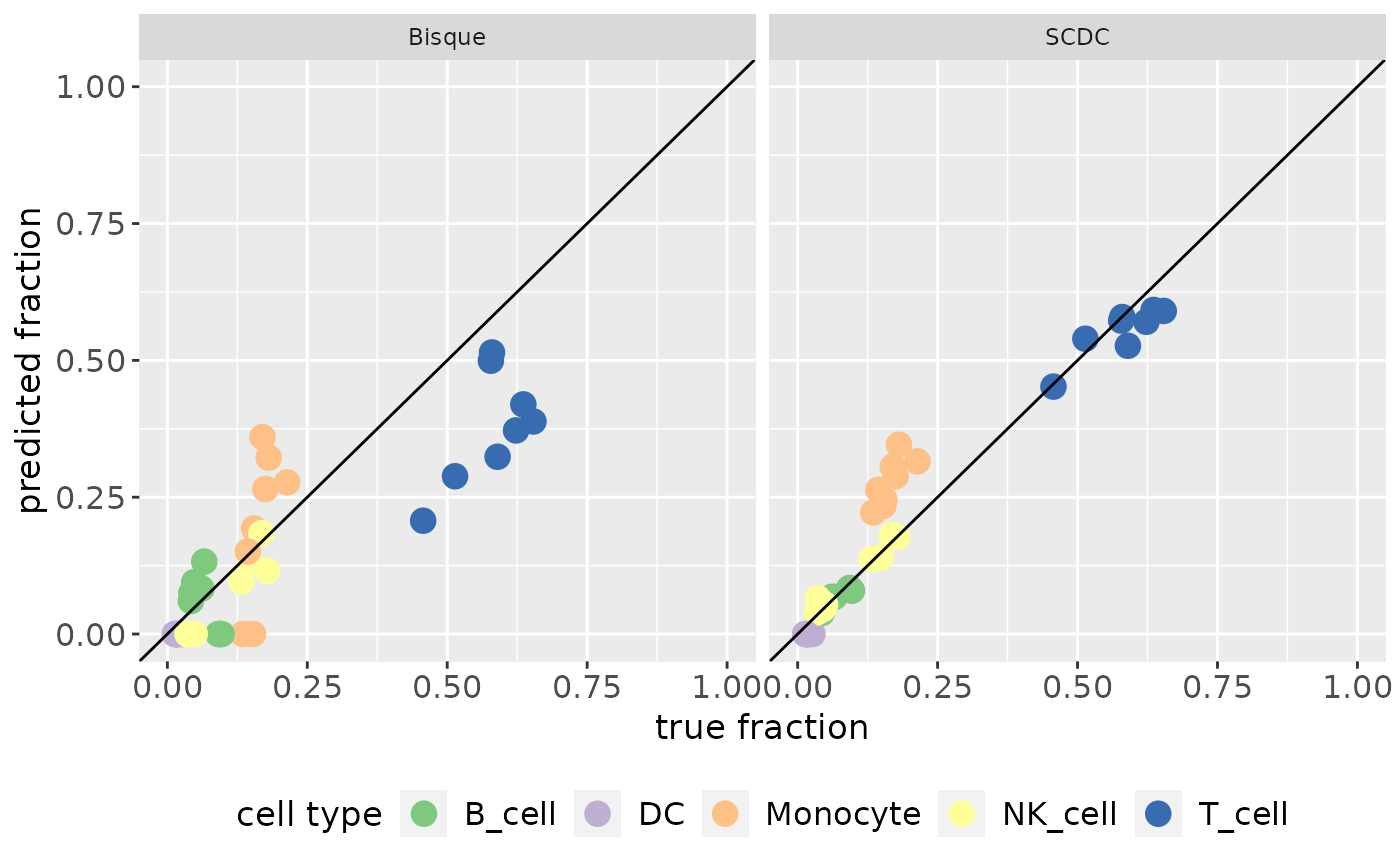 Bisque
SCDC
predicted fraction
1.00
0.75
0.50
0.25
0.00
0.00 0.25 0.50 0.75 1.00
0.00 0.25 0.50 0.75 1.00
true fraction
cell type B_cell DC Monocyte NK_cell T_cell